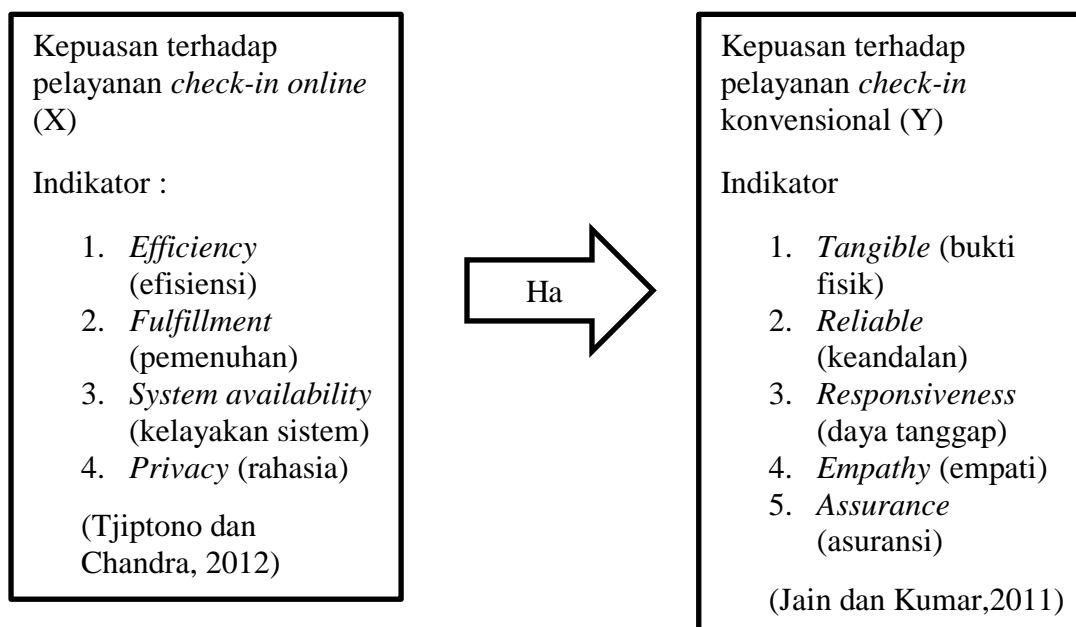 Kepuasan terhadap
pelayanan check-in online
(X)
Indikator :
1. Efficiency
(efisiensi)
2. Fulfillment
(pemenuhan)
3. System availability
(kelayakan sistem)
4. Privacy (rahasia)
(Tjiptono dan
Chandra, 2012)
Ha
Kepuasan terhadap
pelayanan check-in
konvensional (Y)
Indikator
1. Tangible (bukti
fisik)
2. Reliable
(keandalan)
3. Responsiveness
(daya tanggap)
4. Empathy (empati)
5. Assurance
(asuransi)
(Jain dan Kumar,2011)